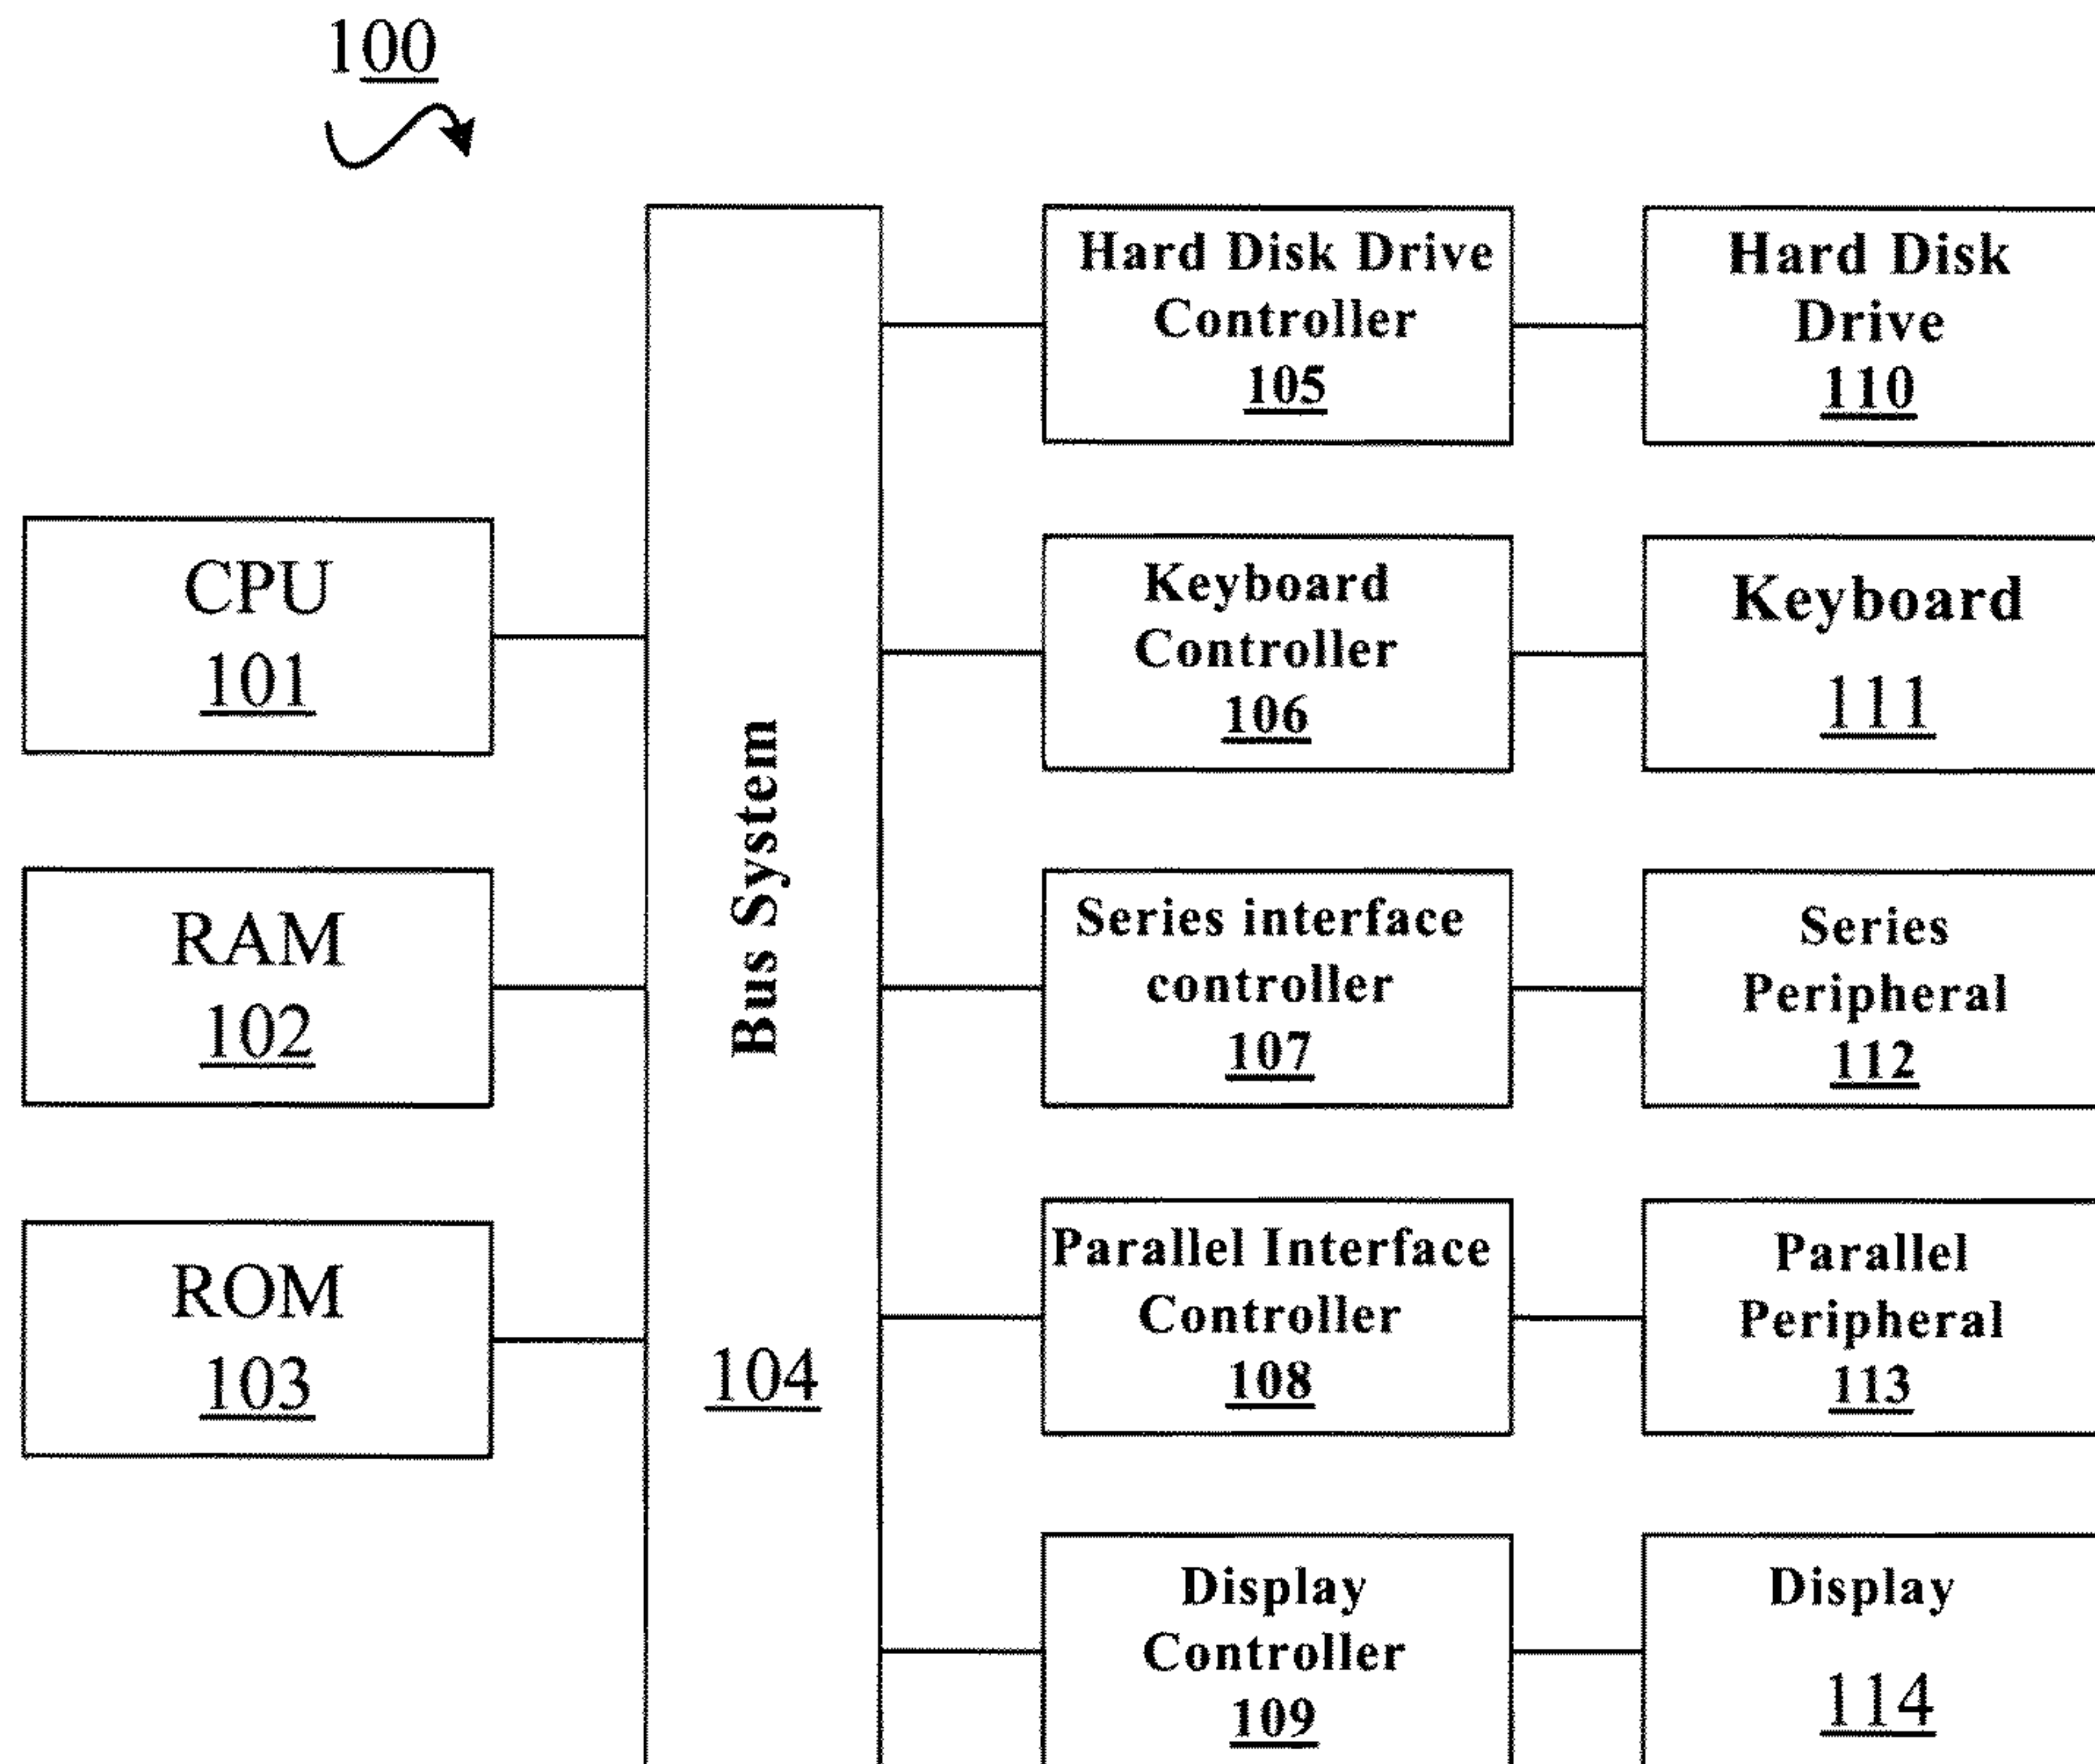 100
Hard Disk Drive
Controller
105
Hard Disk
Drive
110
CPU
101
Keyboard
Controller
106
Keyboard
111
Bus System
104
RAM
102
Series interface
controller
107
Series
Peripheral
112
ROM
103
Parallel Interface
Controller
108
Parallel
Peripheral
113
Display
Controller
109
Display
114